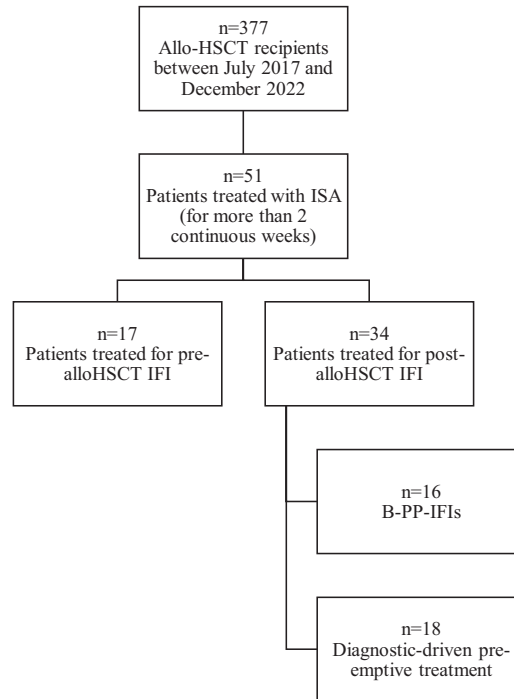 n=377
Allo-HSCT recipients
between July 2017 and
December 2022
n=51
Patients treated with ISA
(for more than 2
continuous weeks)
n=17
Patients treated for pre-
alloHSCT IFI
n=34
Patients treated for post-
alloHSCT IFI
n=16
B-PP-IFIs
n=18
Diagnostic-driven pre-
emptive treatment